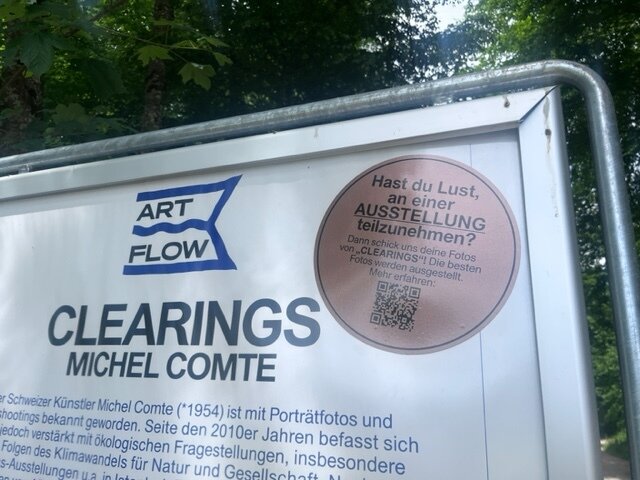 ART
FLOW
CLEARINGS
MICHEL COMTE
Hast du Lust,
an einer
AUSSTELLUNG
teilzunehmen?
Dann schick uns deine Fotos
von „CLEARINGS“! Die besten
Fotos werden ausgestellt.
Mehr erfahren:
Schweizer Künstler Michel Comte (*1954) ist mit Porträtfotos und
shootings bekannt geworden. Seite den 2010er Jahren befasst sich
jedoch verstärkt mit ökologischen Fragestellungen, insbesondere
Folgen des Klimawandels für Natur und Gesellschaft.
-Ausstellungen u.a. in